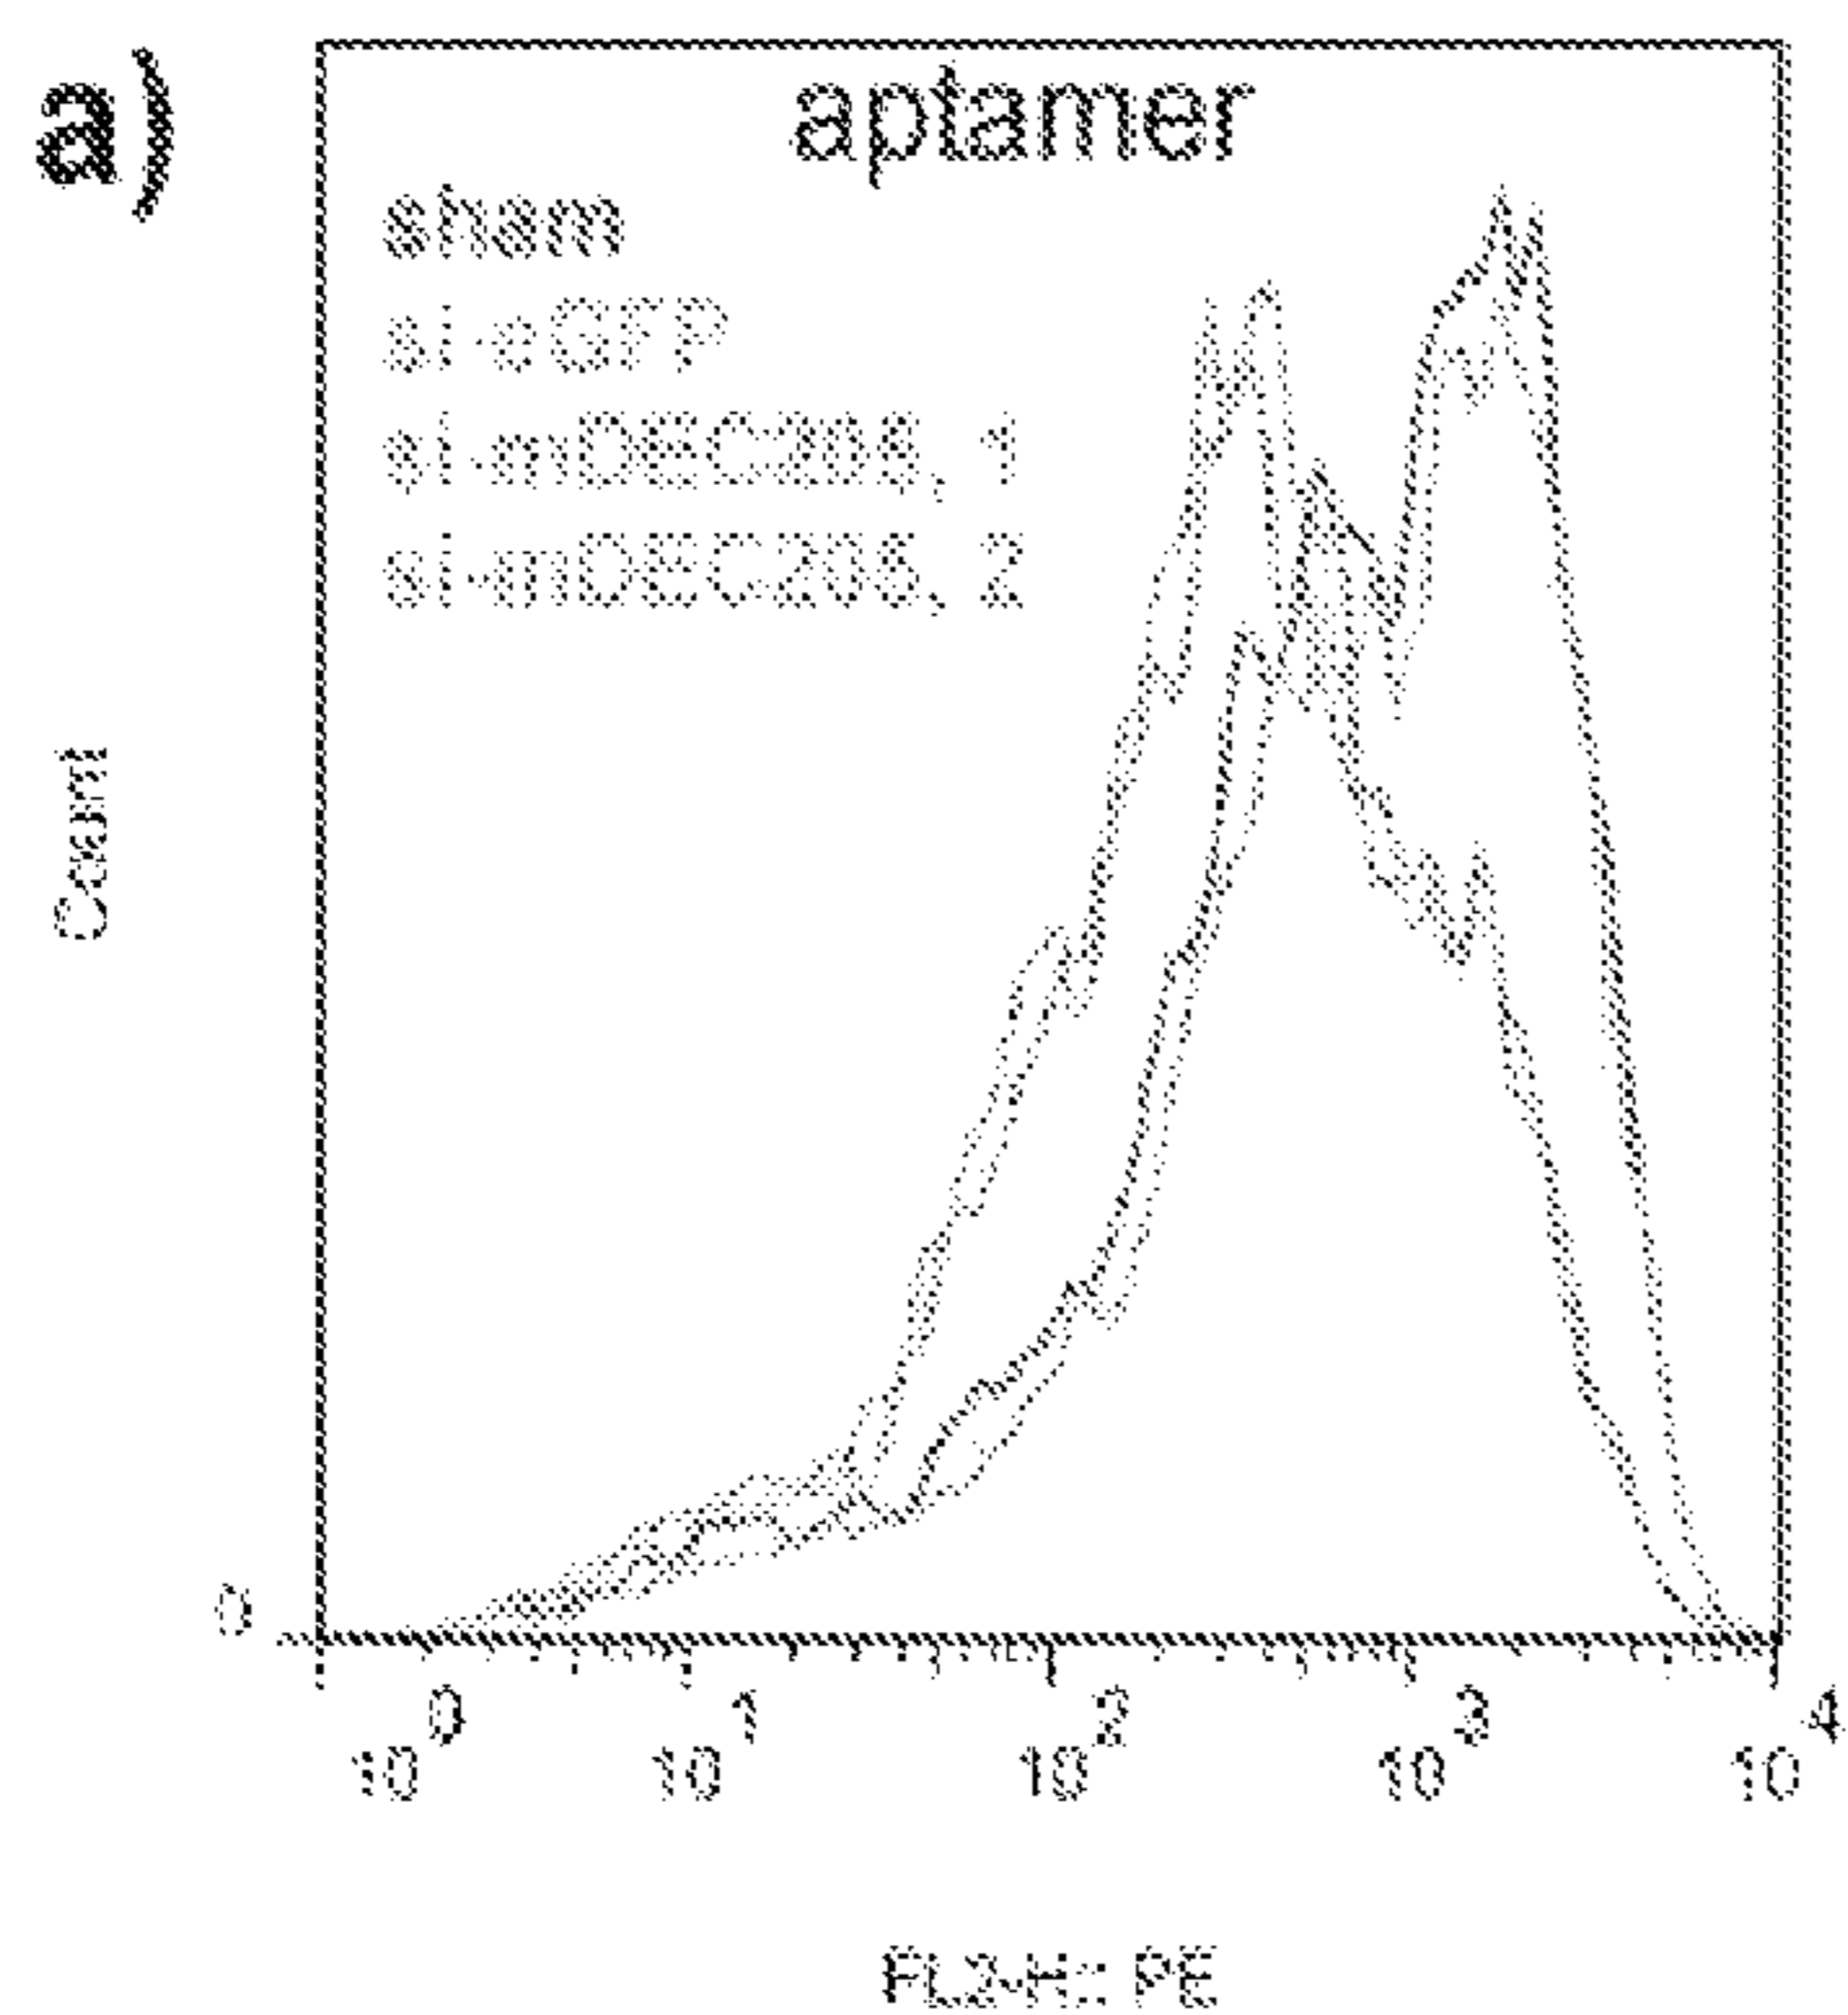 a)
aptamer
sham
si-eGFP
si-mDEC205, 1
si-mDEC205, 2
Count
0
10^0 10^1 10^2 10^3 10^4
FL2-H:: PE